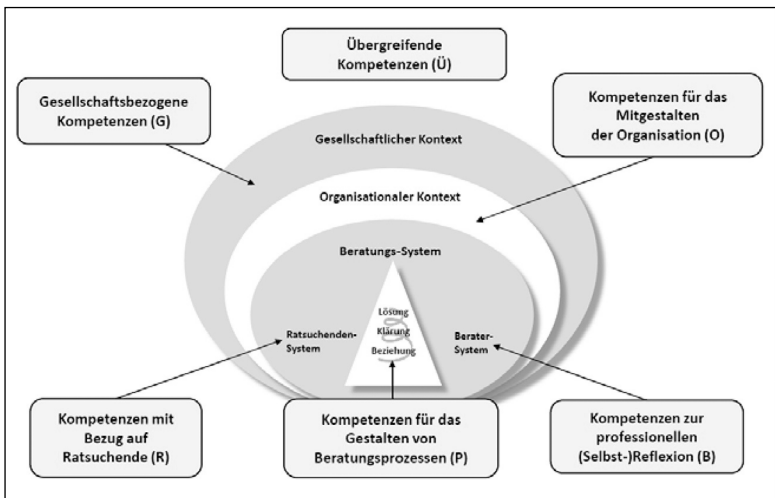 Übergreifende
Kompetenzen (Ü)
Gesellschaftsbezogene
Kompetenzen (G)
Kompetenzen für das
Mitgestalten
der Organisation (O)
Gesellschaftlicher Kontext
Organisationaler Kontext
Beratungs-System
Lösung
Klärung
Beziehung
Ratsuchenden-
System
Berater-
System
Kompetenzen mit
Bezug auf
Ratsuchende (R)
Kompetenzen für das
Gestalten von
Beratungsprozessen (P)
Kompetenzen zur
professionellen
(Selbst-)Reflexion (B)